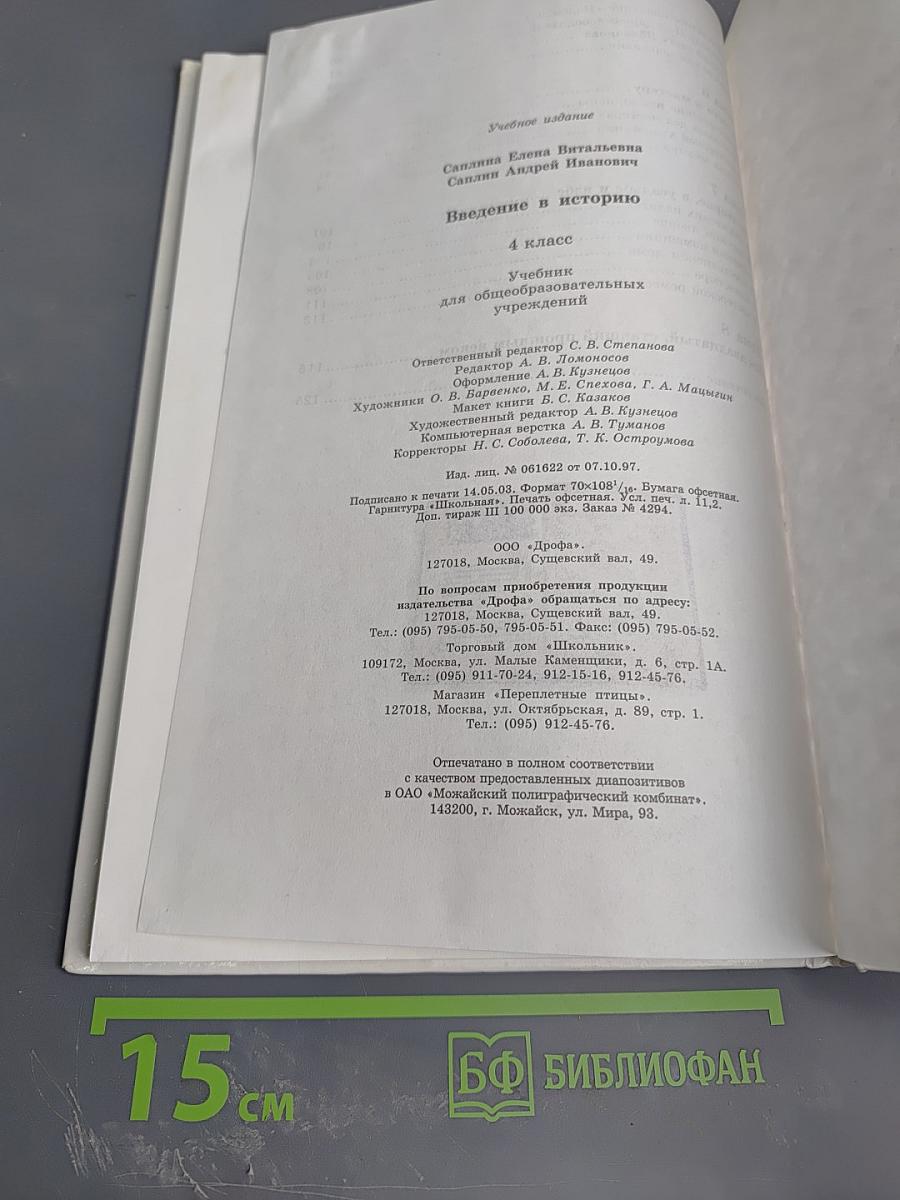 Учебное издание
Саплина Елена Витальевна
Саплин Андрей Иванович
Введение в историю
4 класс
Учебник
для общеобразовательных
учреждений
Ответственный редактор С. В. Степанова
Редактор А. В. Ломоносов
Оформление А. В. Кузнецов
Художники О. В. Барвенко, М. Е. Спехова, Г. А. Мацыгин
Макет книги Б. С. Казаков
Художественный редактор А. В. Кузнецов
Компьютерная верстка А. В. Туманов
Корректоры Н. С. Соболева, Т. К. Остроумова
Изд. лиц. № 061622 от 07.10.97.
Подписано к печати 14.05.03. Формат 70×108¹/₁₆. Бумага офсетная.
Гарнитура «Школьная». Печать офсетная. Усл. печ. л. 11,2.
Доп. тираж III 100 000 экз. Заказ № 4294.
ООО «Дрофа».
127018, Москва, Сущевский вал, 49.
По вопросам приобретения продукции
издательства «Дрофа» обращаться по адресу:
127018, Москва, Сущевский вал, 49.
Тел.: (095) 795-05-50, 795-05-51. Факс: (095) 795-05-52.
Торговый дом «Школьник».
109172, Москва, ул. Малые Каменщики, д. 6, стр. 1А.
Тел.: (095) 911-70-24, 912-15-16, 912-45-76.
Магазин «Переплетные птицы».
127018, Москва, ул. Октябрьская, д. 89, стр. 1.
Тел.: (095) 912-45-76.
Отпечатано в полном соответствии
с качеством предоставленных диапозитивов
в ОАО «Можайский полиграфический комбинат».
143200, г. Можайск, ул. Мира, 93.
15 см
БФ БИБЛИОФАН